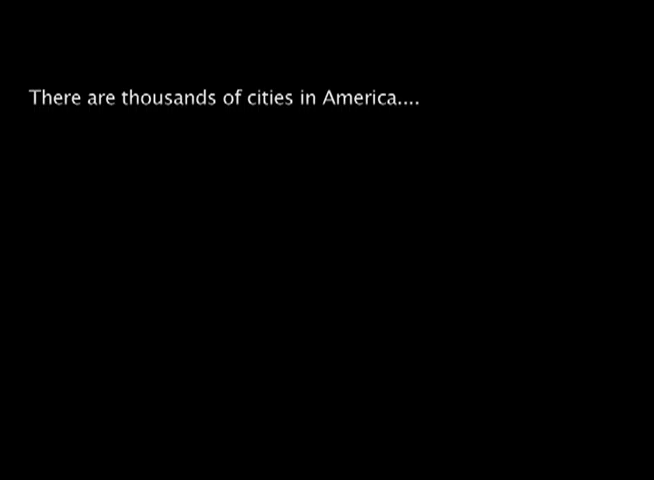 There are thousands of cities in America....